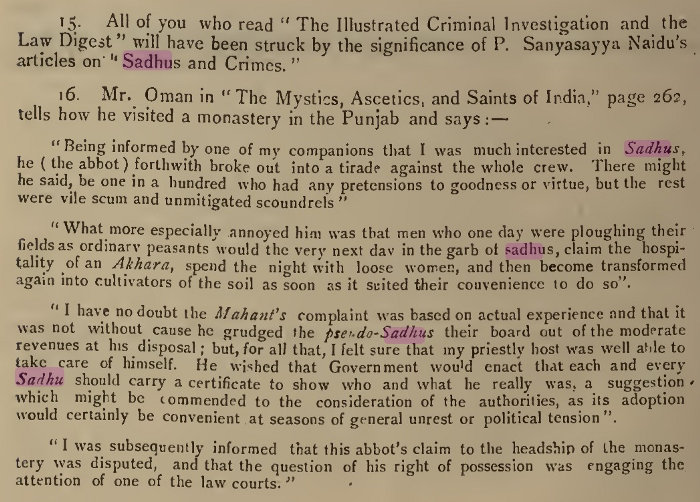 15. All of you who read " The Illustrated Criminal Investigation and the
Law Digest " will have been struck by the significance of P. Sanyasayya Naidu's
articles on " Sadhus and Crimes. "
16. Mr. Oman in " The Mystics, Ascetics, and Saints of India," page 262,
tells how he visited a monastery in the Punjab and says :—
" Being informed by one of my companions that I was much interested in Sadhus,
he ( the abbot ) forthwith broke out into a tirade against the whole crew. There might
he said, be one in a hundred who had any pretensions to goodness or virtue, but the rest
were vile scum and unmitigated scoundrels "
" What more especially annoyed him was that men who one day were ploughing their
fields as ordinary peasants would the very next day in the garb of sadhus, claim the hospi-
tality of an Akhara, spend the night with loose women, and then become transformed
again into cultivators of the soil as soon as it suited their convenience to do so".
" I have no doubt the Mahant's complaint was based on actual experience and that it
was not without cause he grudged the pseudo-Sadhus their board out of the moderate
revenues at his disposal ; but, for all that, I felt sure that my priestly host was well able to
take care of himself. He wished that Government would enact that each and every
Sadhu should carry a certificate to show who and what he really was, a suggestion
which might be commended to the consideration of the authorities, as its adoption
would certainly be convenient at seasons of general unrest or political tension ".
" I was subsequently informed that this abbot's claim to the headship of the monas-
tery was disputed, and that the question of his right of possession was engaging the
attention of one of the law courts. "